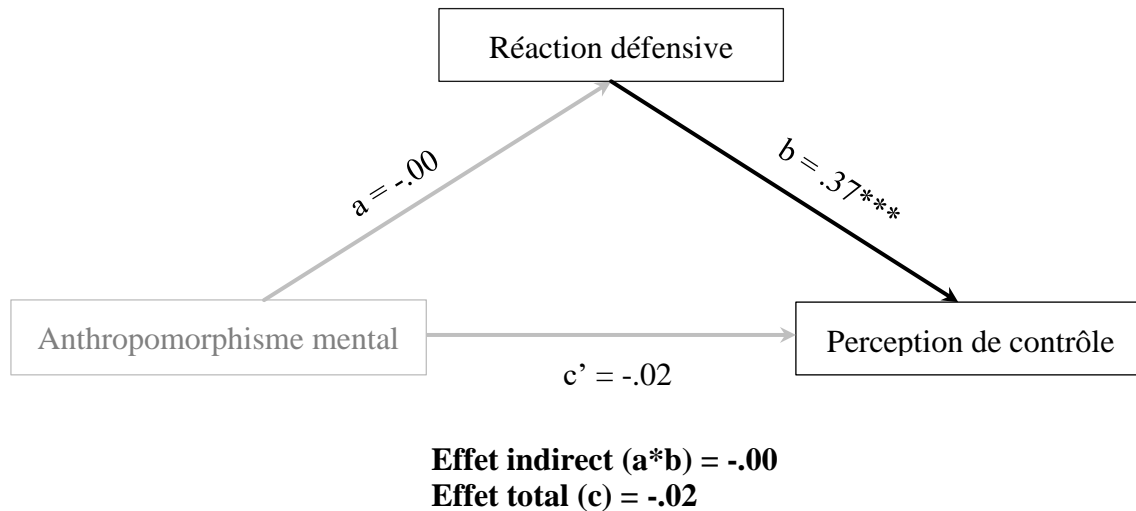 Réaction défensive
a = -.00
b = .37***
Anthropomorphisme mental
Perception de contrôle
c’ = -.02
Effet indirect (a*b) = -.00
Effet total (c) = -.02